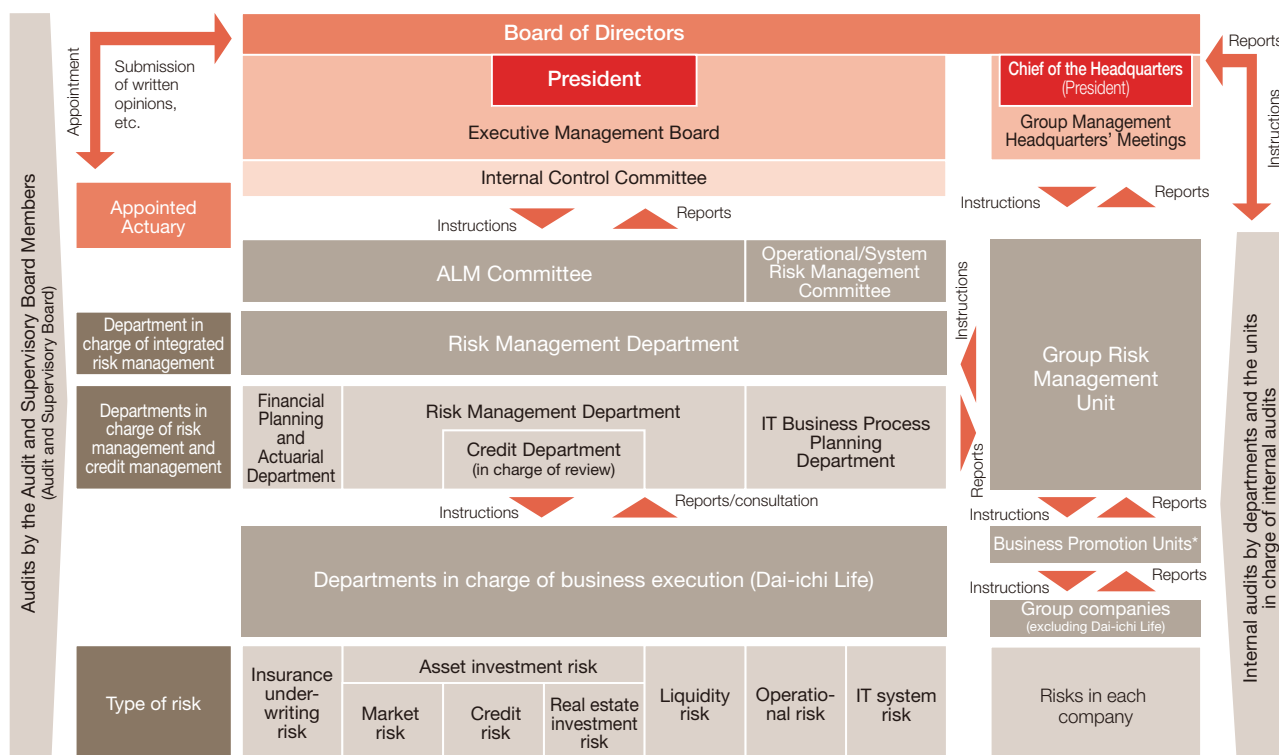 Board of Directors
President
Executive Management Board
Internal Control Committee
Chief of the Headquarters
(President)
Group Management
Headquarters' Meetings
Appointment
Submission
of written
opinions,
etc.
Reports
Instructions
Appointed
Actuary
Instructions
Reports
Instructions
Reports
ALM Committee
Operational/System
Risk Management
Committee
Department in
charge of integrated
risk management
Risk Management Department
Instructions
Reports
Group Risk
Management
Unit
Departments in
charge of risk
management and
credit management
Financial
Planning
and
Actuarial
Department
Risk Management Department
Credit Department
(in charge of review)
IT Business Process
Planning
Department
Instructions
Reports/consultation
Instructions
Reports
Business Promotion Units*
Instructions
Reports
Departments in charge of business execution (Dai-ichi Life)
Group companies
(excluding Dai-ichi Life)
Type of risk
Insurance
under-
writing
risk
Asset investment risk
Market
risk
Credit
risk
Real estate
investment
risk
Liquidity
risk
Operatio-
nal risk
IT system
risk
Risks in each
company
Audits by the Audit and Supervisory Board Members
(Audit and Supervisory Board)
Internal audits by departments and the units
in charge of internal audits